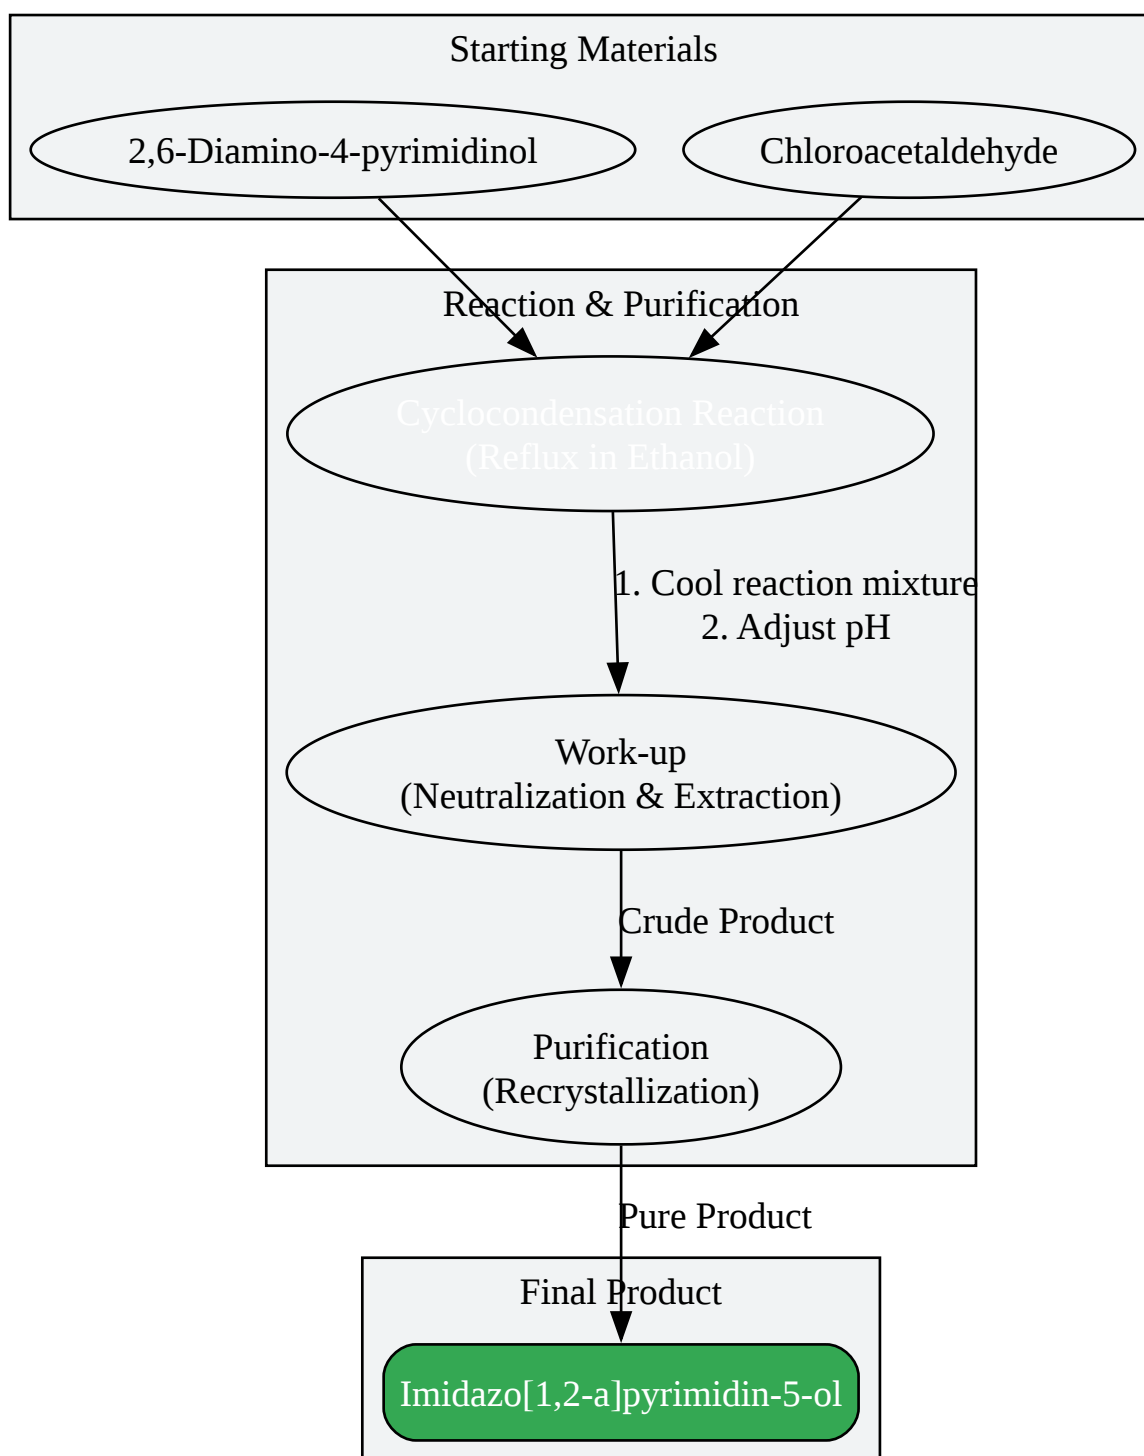 Starting Materials
2,6-Diamino-4-pyrimidinol
Chloroacetaldehyde
Reaction & Purification
Cyclocondensation Reaction
(Reflux in Ethanol)
1. Cool reaction mixture
2. Adjust pH
Work-up
(Neutralization & Extraction)
Crude Product
Purification
(Recrystallization)
Pure Product
Final Product
Imidazo[1,2-a]pyrimidin-5-ol